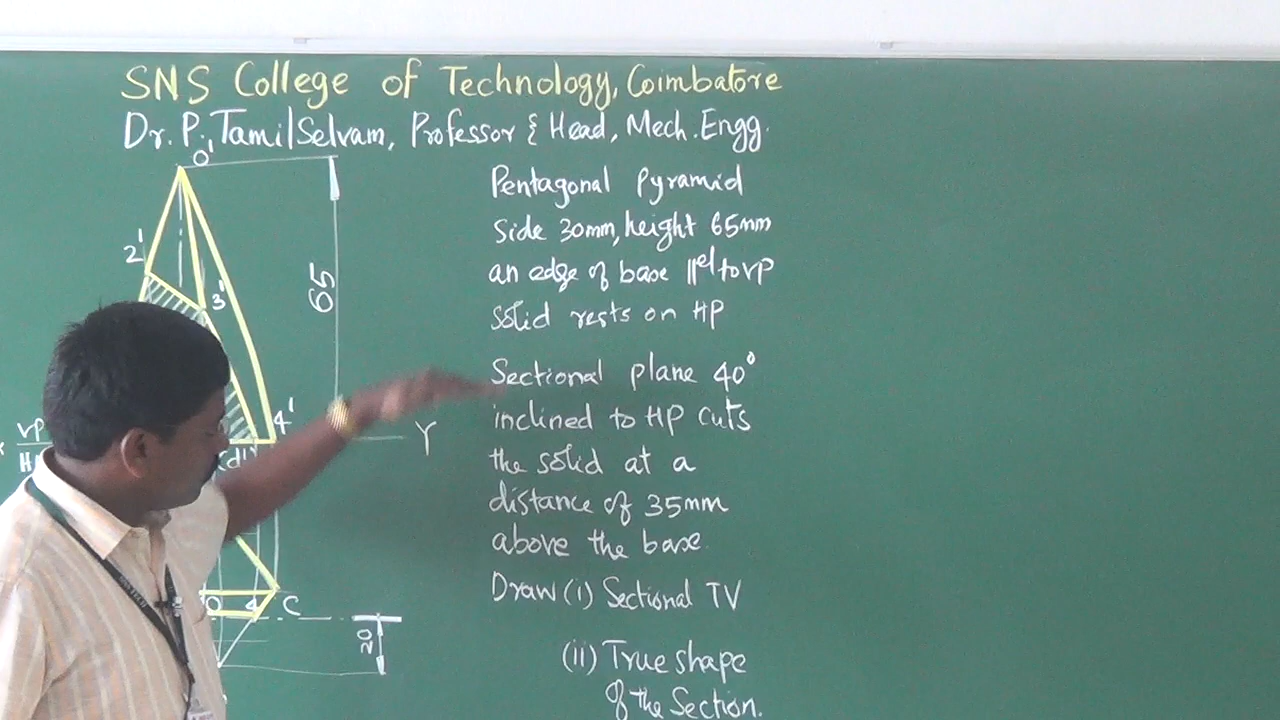 SNS College of Technology, Coimbatore
Dr. P. TamilSelvam, Professor & Head, Mech. Engg.
O'
Pentagonal Pyramid
Side 30mm, height 65mm
an edge of base ||el to VP
Solid rests on HP
2'
3'
65
Sectional plane 40°
inclined to HP cuts
the solid at a
distance of 35mm
above the base.
4'
VP
Y
(d')
Draw (i) Sectional TV
O 4 C
20
(ii) True shape
of the Section.